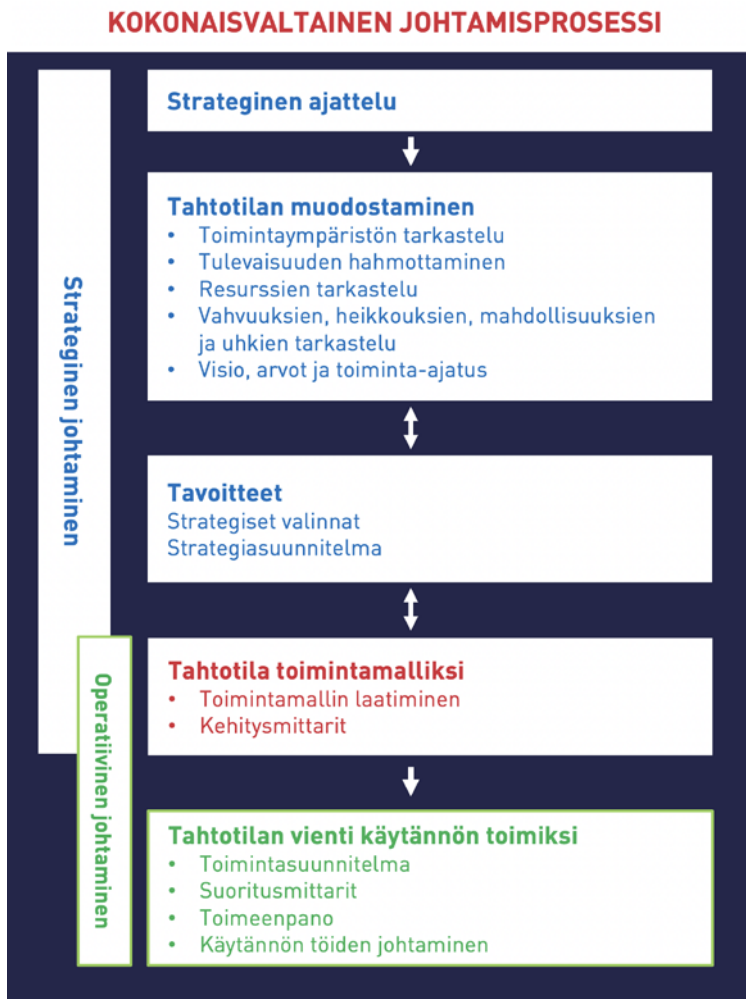 KOKONAISVALTAINEN JOHTAMISPROSESSI
Strateginen johtaminen
Strateginen ajattelu
Tahtotilan muodostaminen
• Toimintaympäristön tarkastelu
• Tulevaisuuden hahmottaminen
• Resurssien tarkastelu
• Vahvuuksien, heikkouksien, mahdollisuuksien
ja uhkien tarkastelu
• Visio, arvot ja toiminta-ajatus
Tavoitteet
Strategiset valinnat
Strategiasuunnitelma
Operatiivinen johtaminen
Tahtotila toimintamalliksi
• Toimintamallin laatiminen
• Kehitysmittarit
Tahtotilan vienti käytännön toimiksi
• Toimintasuunnitelma
• Suoritusmittarit
• Toimeenpano
• Käytännön töiden johtaminen